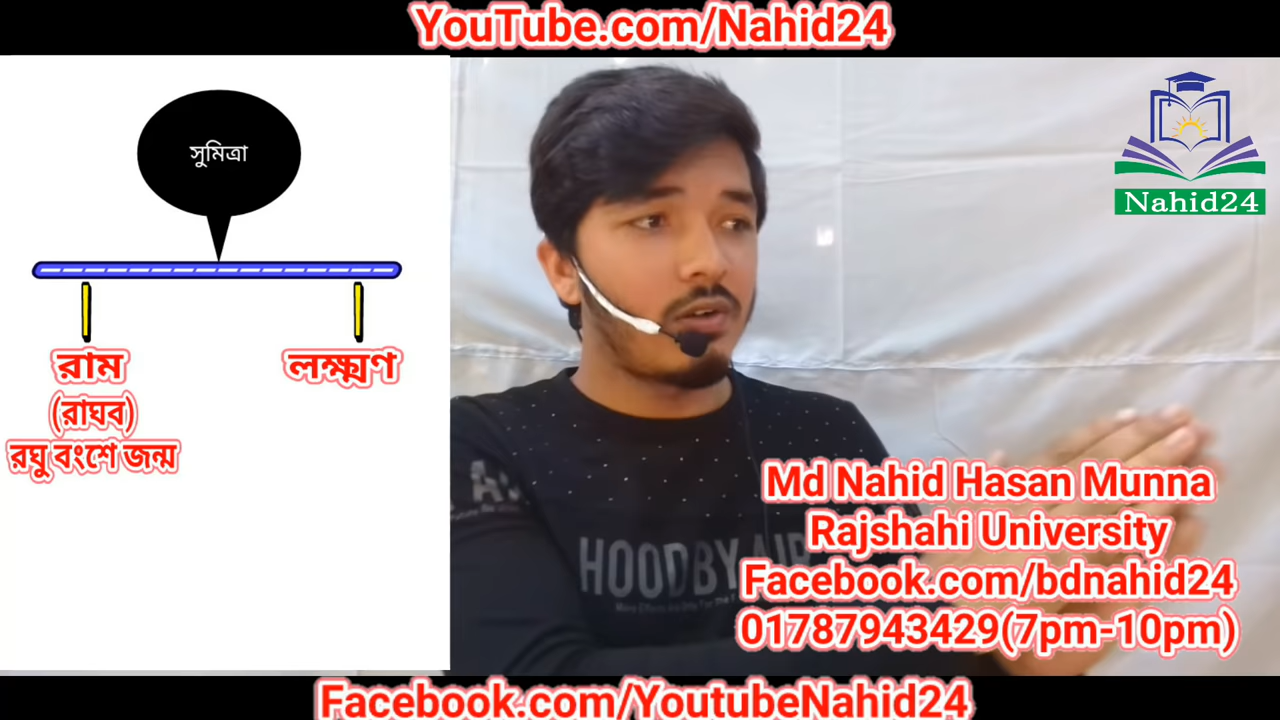 YouTube.com/Nahid24
সুমিত্রা
রাম
(রাঘব)
রঘু বংশে জন্ম
লক্ষ্মণ
Nahid24
HOODBY AIR
Md Nahid Hasan Munna
Rajshahi University
Facebook.com/bdnahid24
01787943429(7pm-10pm)
Facebook.com/YoutubeNahid24